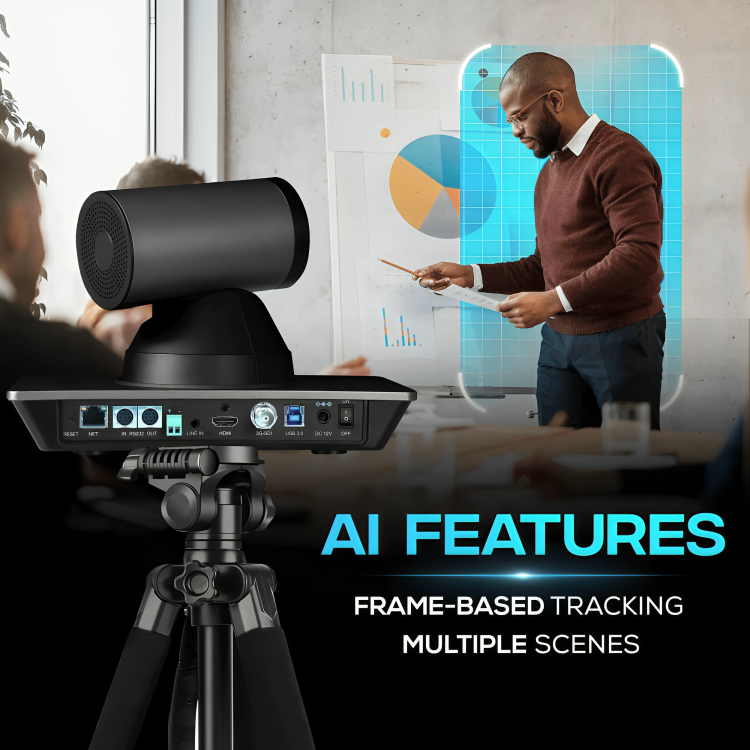 RESET NET IN RS232 OUT + - LINE IN HDMI 3G-SDI USB 3.0 DC 12V OFF
AI FEATURES
FRAME-BASED TRACKING
MULTIPLE SCENES